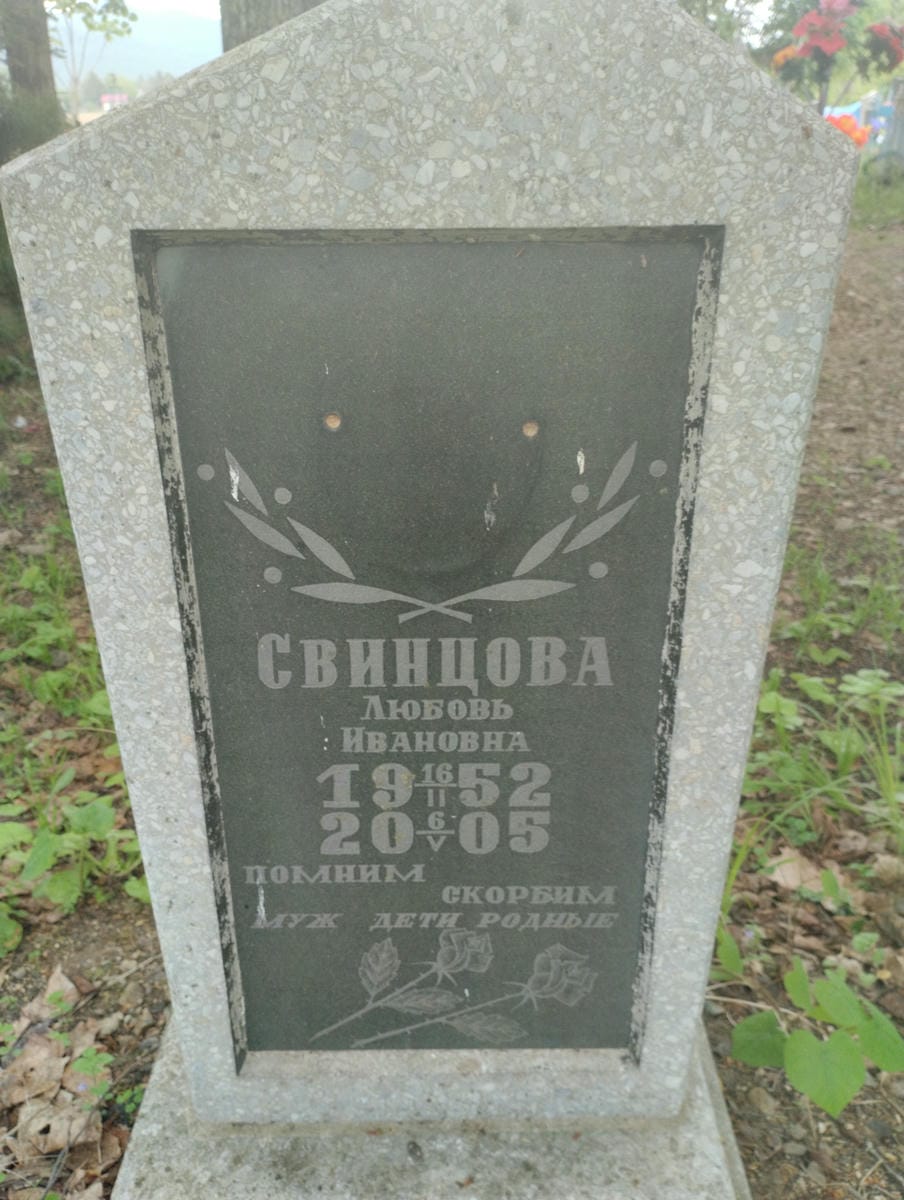 СВИНЦОВА
ЛЮБОВЬ
ИВАНОВНА
19 16/II 52
20 6/V 05
ПОМНИМ
СКОРБИМ
МУЖ ДЕТИ РОДНЫЕ